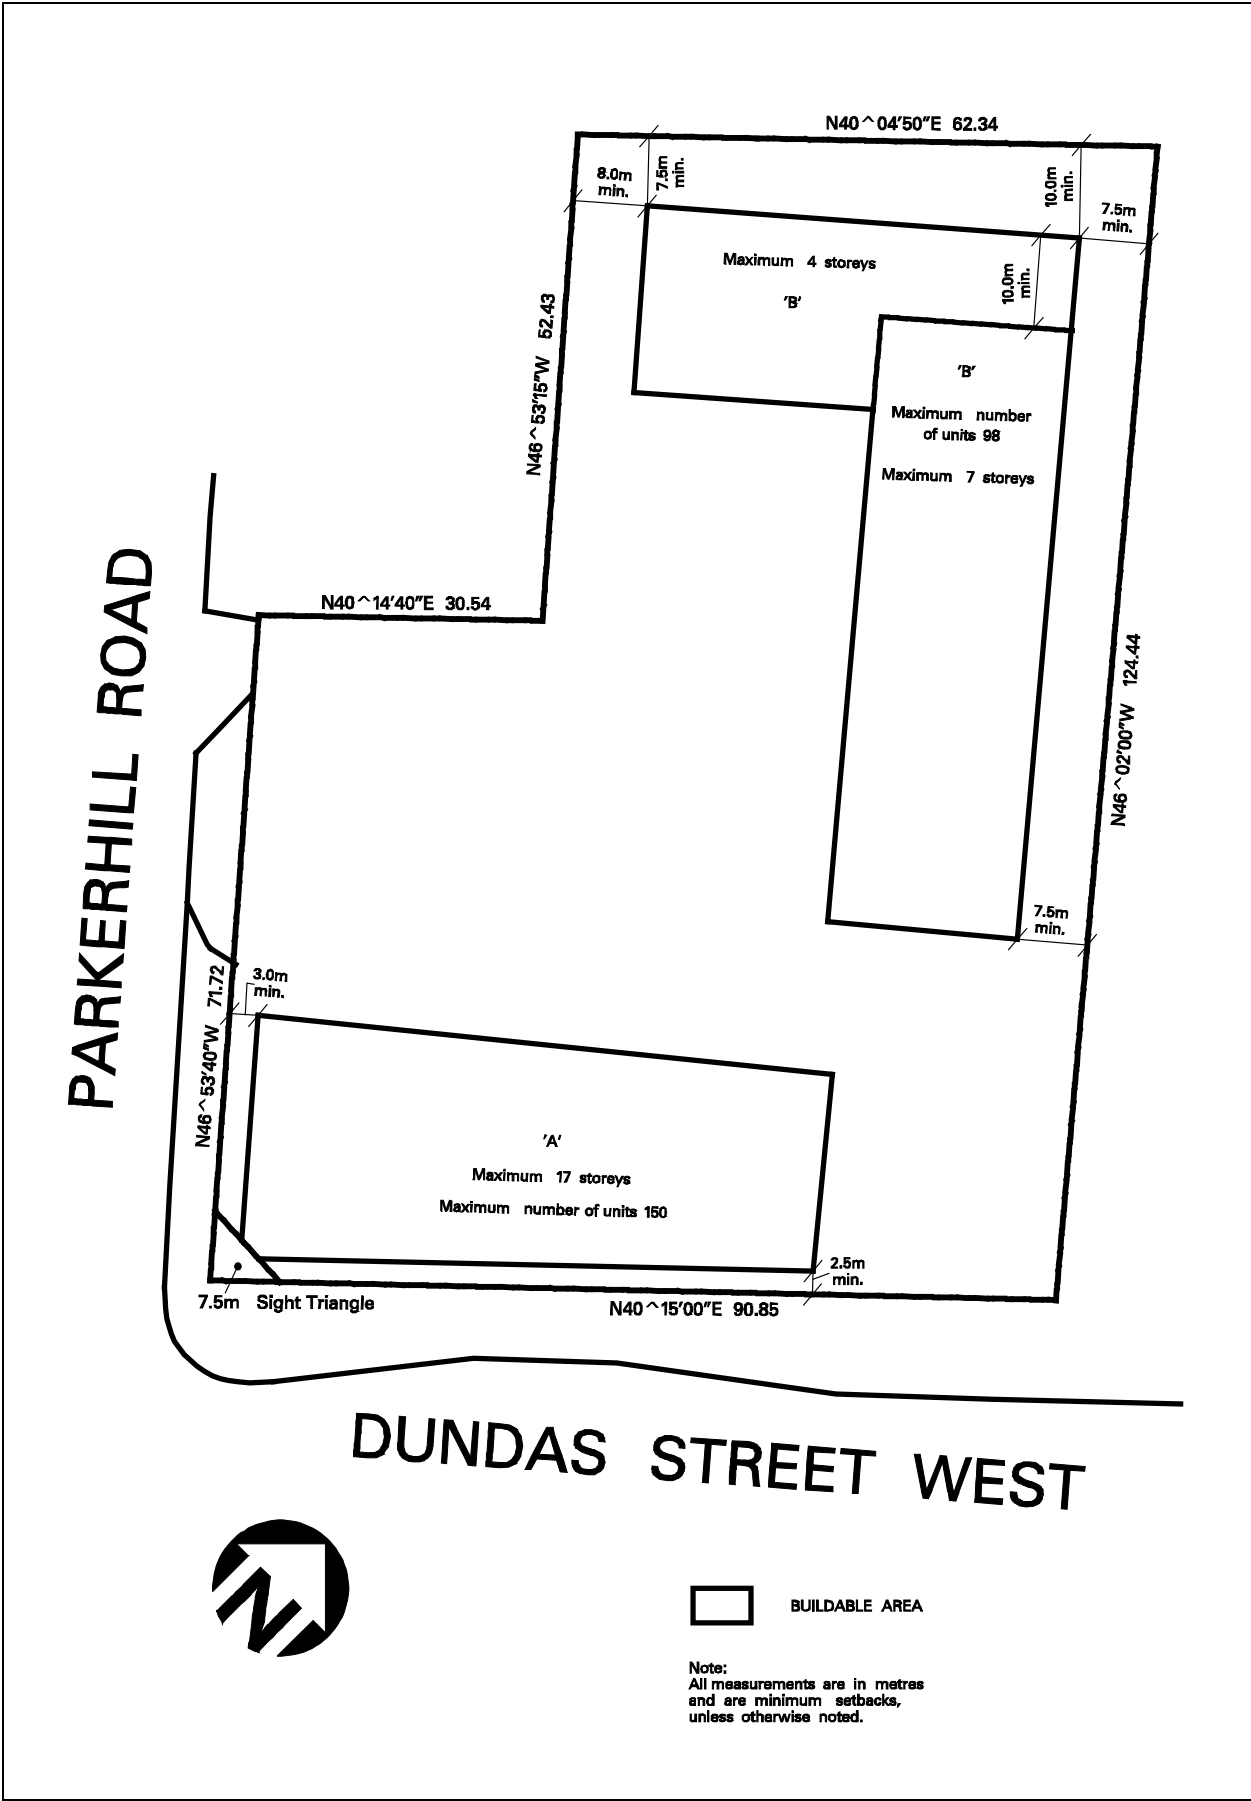 N40^04'50"E 62.34
8.0m
min.
7.5m
min.
10.0m
min.
7.5m
min.
Maximum 4 storeys
'B'
10.0m
min.
N46^53'15"W 52.43
'B'
Maximum number
of units 98
Maximum 7 storeys
N40^14'40"E 30.54
PARKERHILL ROAD
N46^02'00"W 124.44
7.5m
min.
N46^53'40"W 71.72
3.0m
min.
'A'
Maximum 17 storeys
Maximum number of units 150
2.5m
min.
7.5m Sight Triangle
N40^15'00"E 90.85
DUNDAS STREET WEST
N
BUILDABLE AREA
Note:
All measurements are in metres
and are minimum setbacks,
unless otherwise noted.